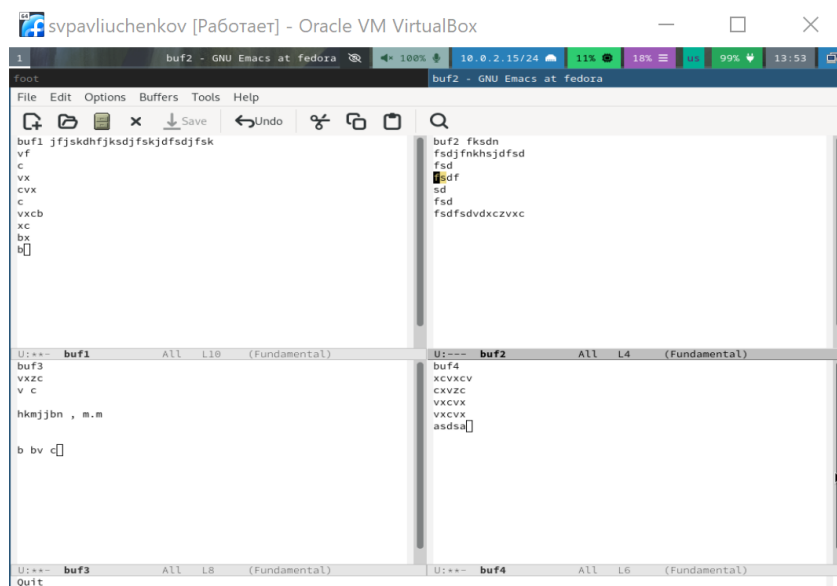 64
svpavliuchenkov [Работает] - Oracle VM VirtualBox
1 buf2 - GNU Emacs at fedora 100% 10.0.2.15/24 11% 18% us 99% 13:53
foot
buf2 - GNU Emacs at fedora
File Edit Options Buffers Tools Help
Save Undo
buf1 jfjskdhfjksdjfskjdfsdjfsk
vf
c
vx
cvx
c
vxcb
xc
bx
b
U:**- buf1 All L10 (Fundamental)
buf2 fksdn
fsdjfnkhsjdfsd
fsd
fsdf
sd
fsd
fsdfsdvdxczvxc
U:--- buf2 All L4 (Fundamental)
buf3
vxzc
v c
hkmjjbn , m.m
b bv c
U:**- buf3 All L8 (Fundamental)
buf4
xcvxcv
cxvzc
vxcvx
vxcvx
asdsa
U:**- buf4 All L6 (Fundamental)
Quit